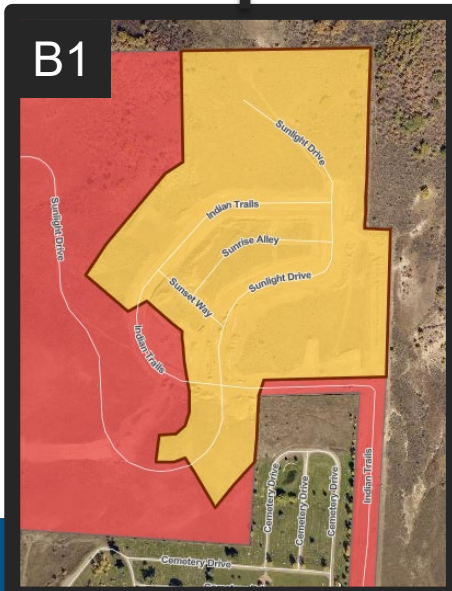 B1
Sunlight Drive
Indian Trails
Sunrise Alley
Sunlight Drive
Sunlight Drive
Sunset Way
Indian Trails
Indian Trails
Cemetery Drive
Cemetery Drive
Cemetery Drive
Cemetery Drive